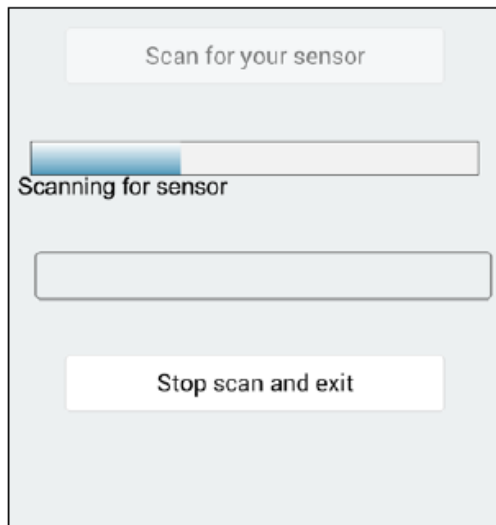 Scan for your sensor
Scanning for sensor
Stop scan and exit